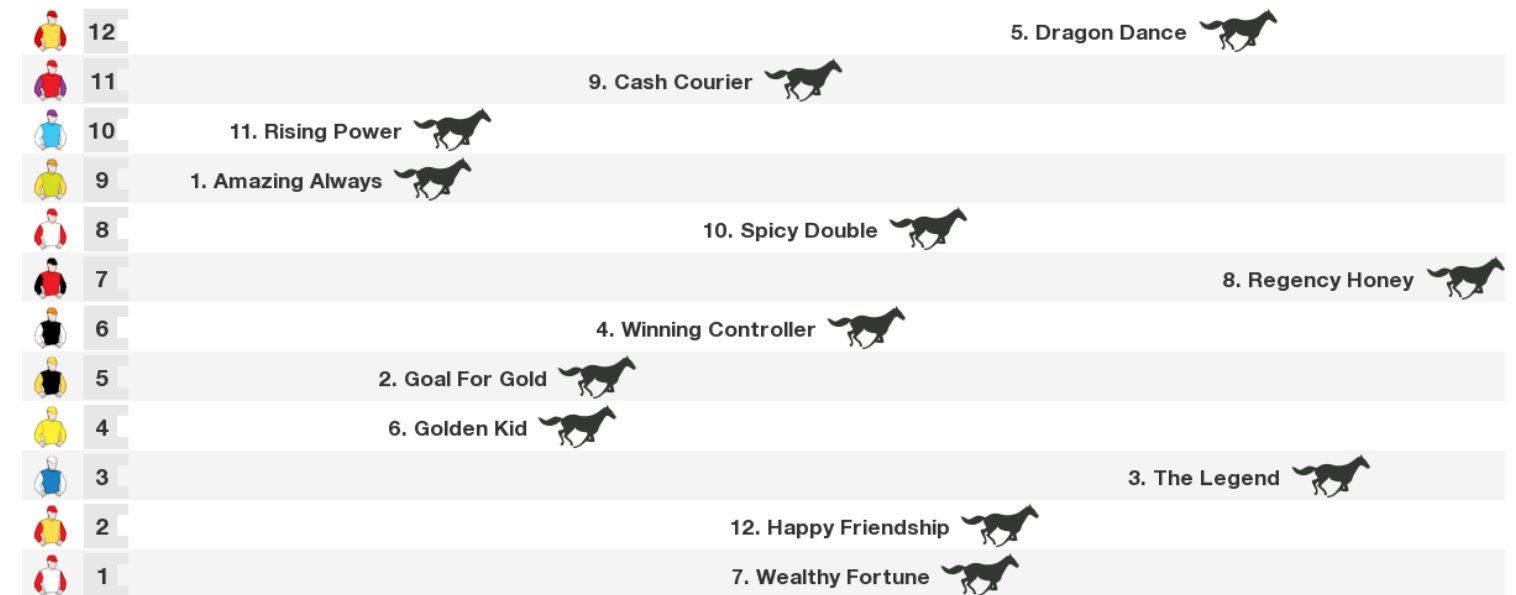 12 5. Dragon Dance
11 9. Cash Courier
10 11. Rising Power
9 1. Amazing Always
8 10. Spicy Double
7 8. Regency Honey
6 4. Winning Controller
5 2. Goal For Gold
4 6. Golden Kid
3 3. The Legend
2 12. Happy Friendship
1 7. Wealthy Fortune